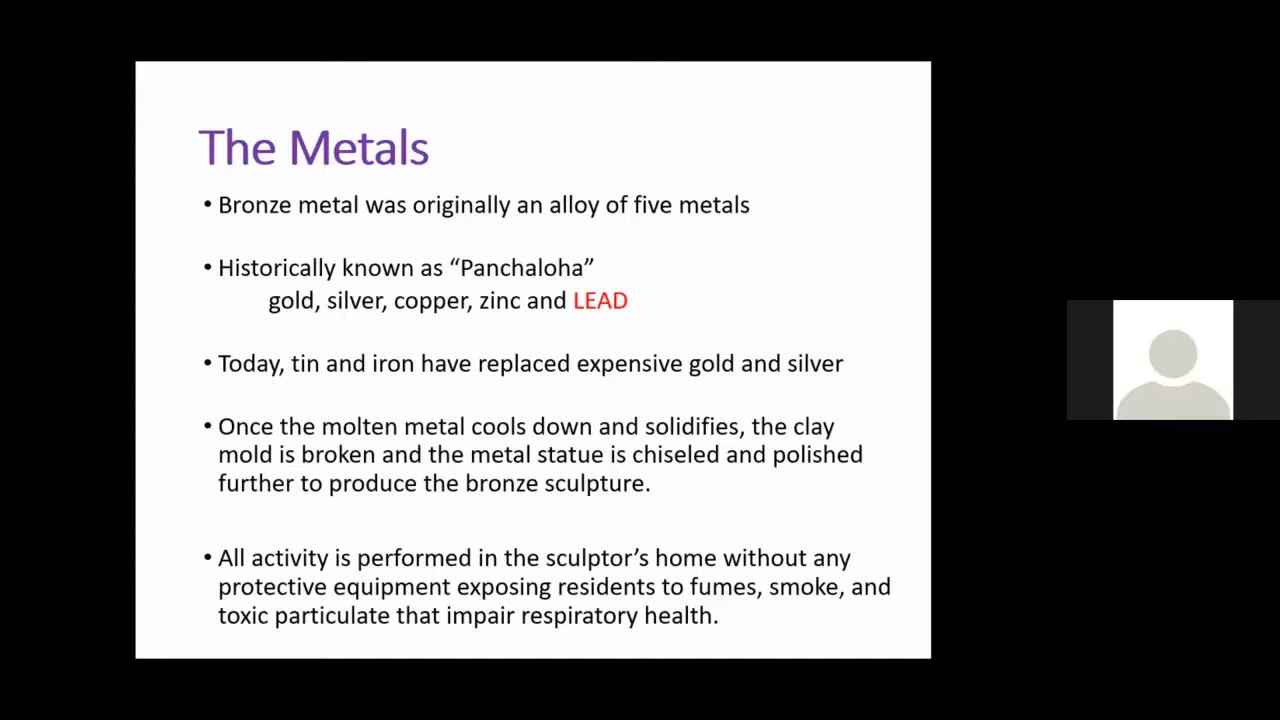 The Metals
• Bronze metal was originally an alloy of five metals
• Historically known as “Panchaloha”
gold, silver, copper, zinc and LEAD
• Today, tin and iron have replaced expensive gold and silver
• Once the molten metal cools down and solidifies, the clay
mold is broken and the metal statue is chiseled and polished
further to produce the bronze sculpture.
• All activity is performed in the sculptor’s home without any
protective equipment exposing residents to fumes, smoke, and
toxic particulate that impair respiratory health.